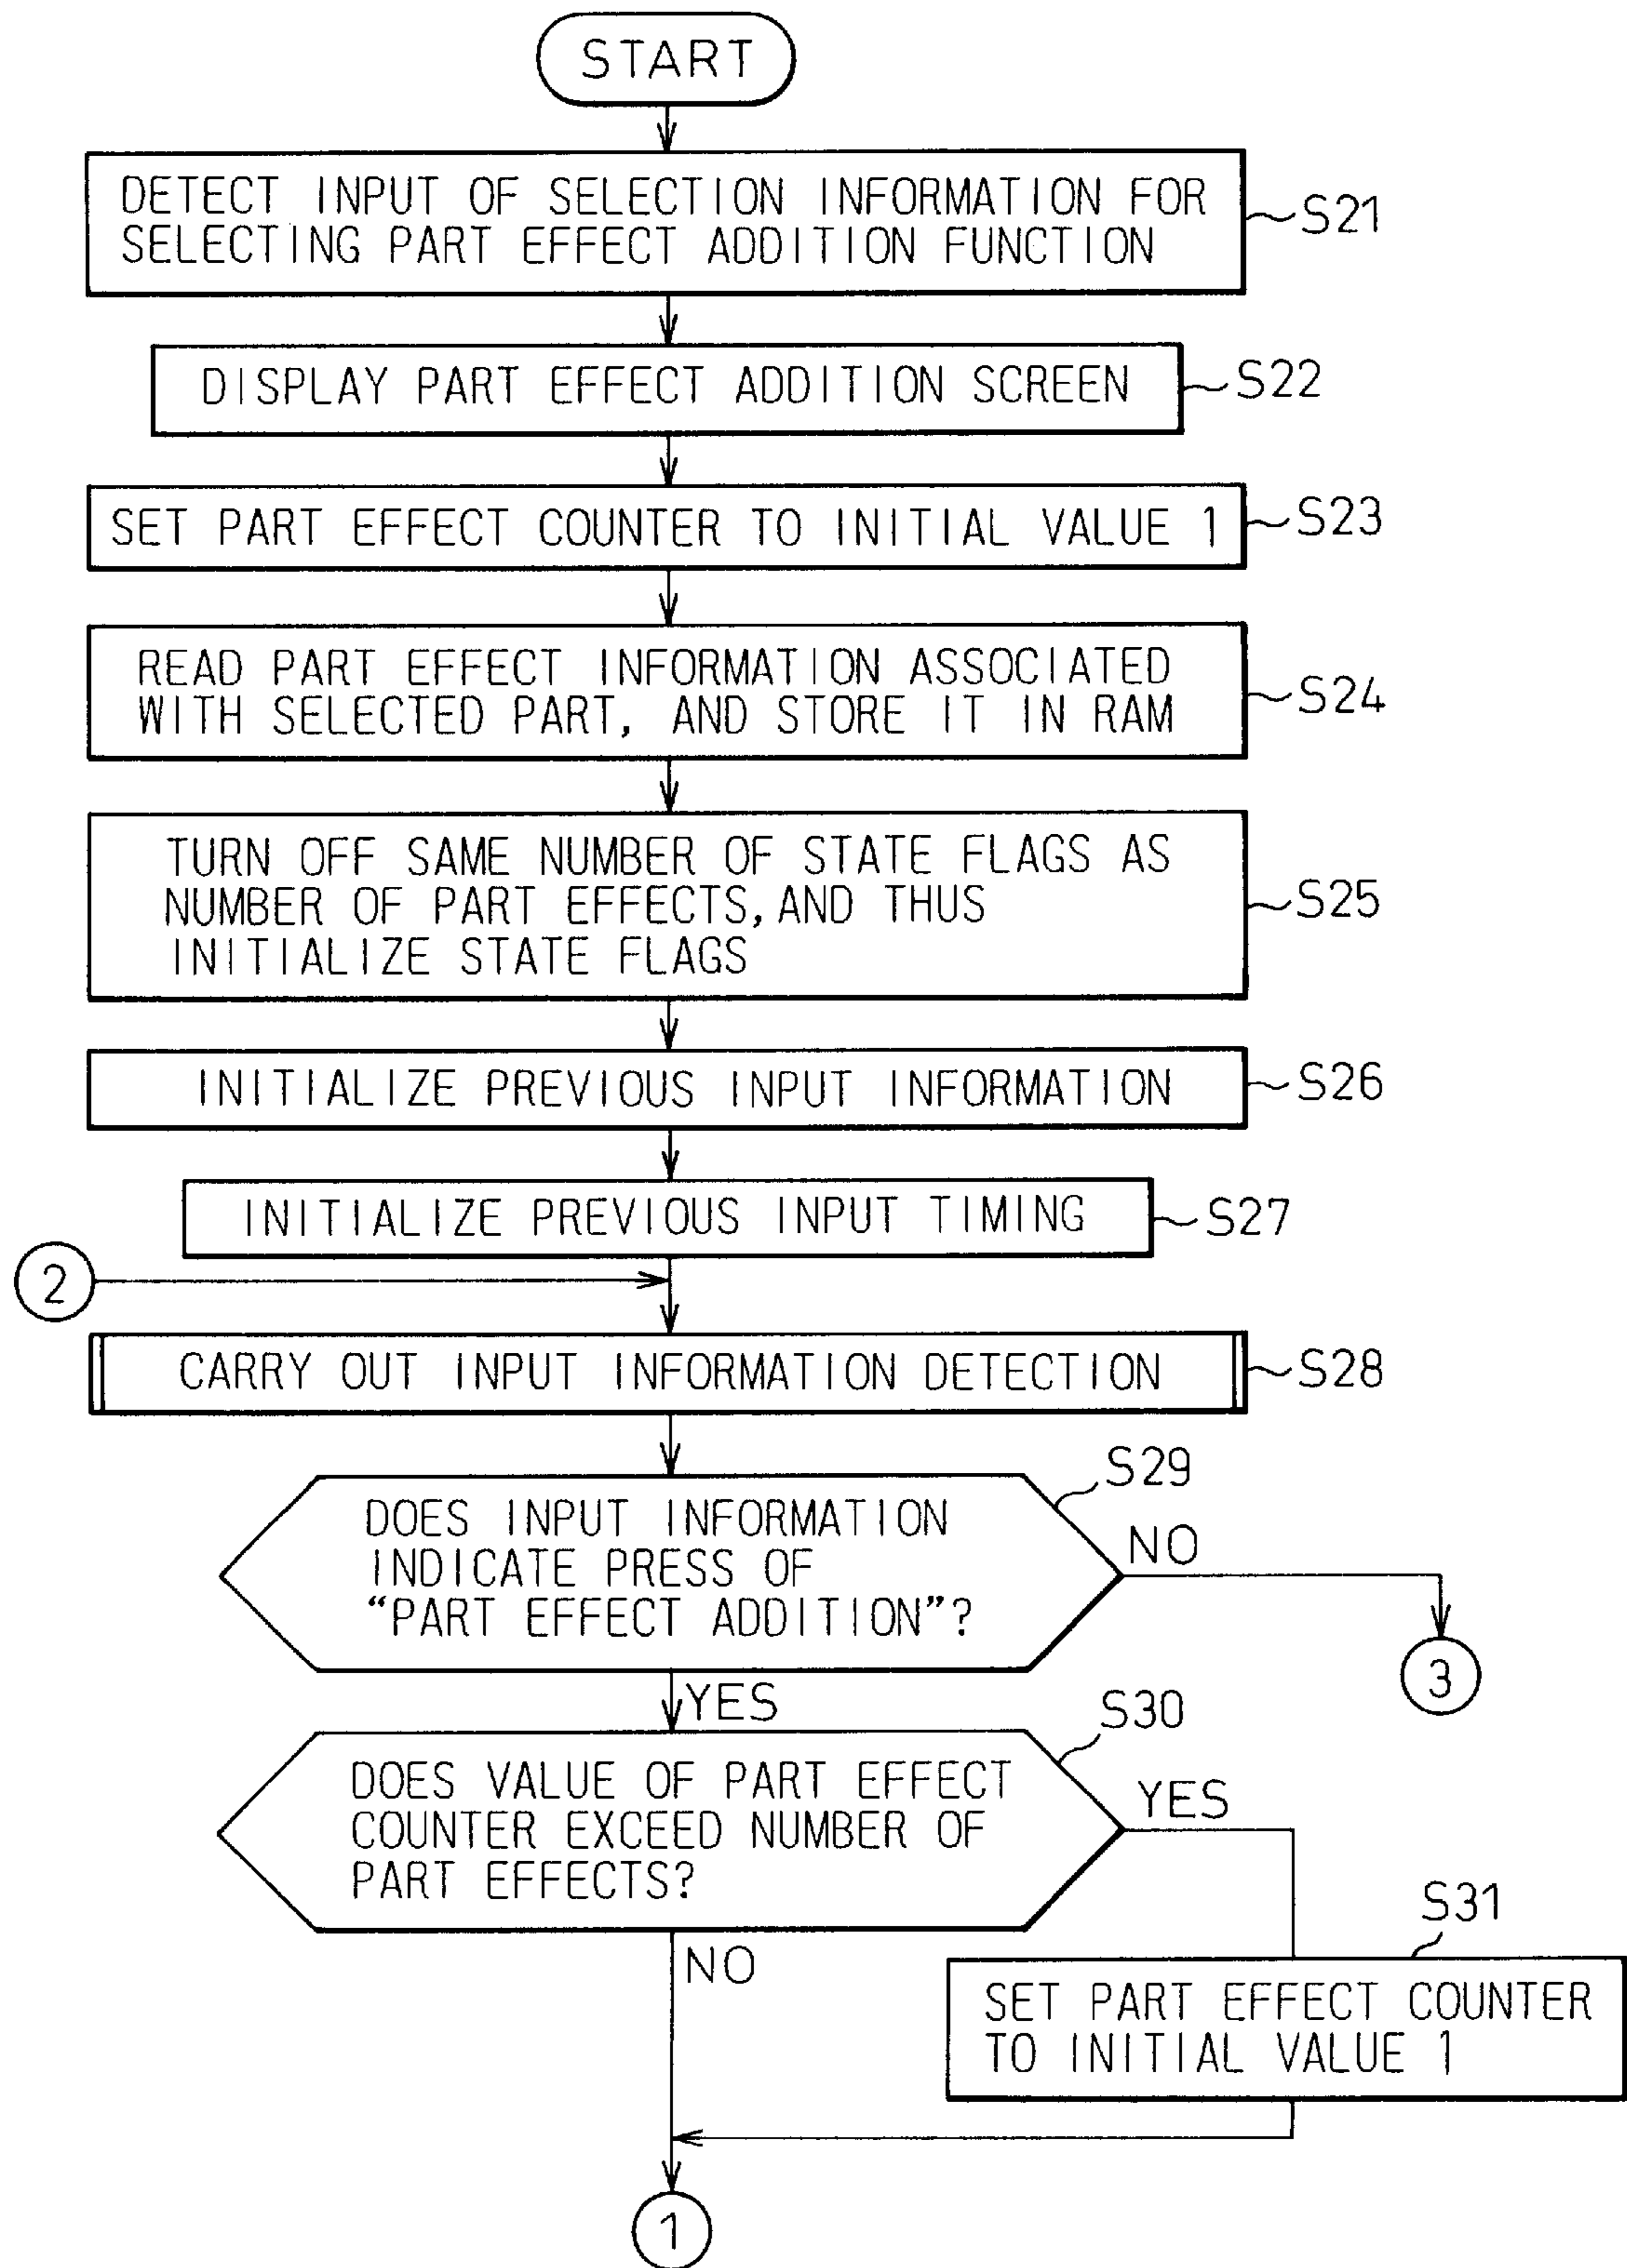 START
DETECT INPUT OF SELECTION INFORMATION FOR
SELECTING PART EFFECT ADDITION FUNCTION
S21
DISPLAY PART EFFECT ADDITION SCREEN
S22
SET PART EFFECT COUNTER TO INITIAL VALUE 1
S23
READ PART EFFECT INFORMATION ASSOCIATED
WITH SELECTED PART, AND STORE IT IN RAM
S24
TURN OFF SAME NUMBER OF STATE FLAGS AS
NUMBER OF PART EFFECTS, AND THUS
INITIALIZE STATE FLAGS
S25
INITIALIZE PREVIOUS INPUT INFORMATION
S26
INITIALIZE PREVIOUS INPUT TIMING
S27
2
CARRY OUT INPUT INFORMATION DETECTION
S28
S29
DOES INPUT INFORMATION
INDICATE PRESS OF
“PART EFFECT ADDITION”?
NO
3
YES
S30
DOES VALUE OF PART EFFECT
COUNTER EXCEED NUMBER OF
PART EFFECTS?
YES
NO
S31
SET PART EFFECT COUNTER
TO INITIAL VALUE 1
1